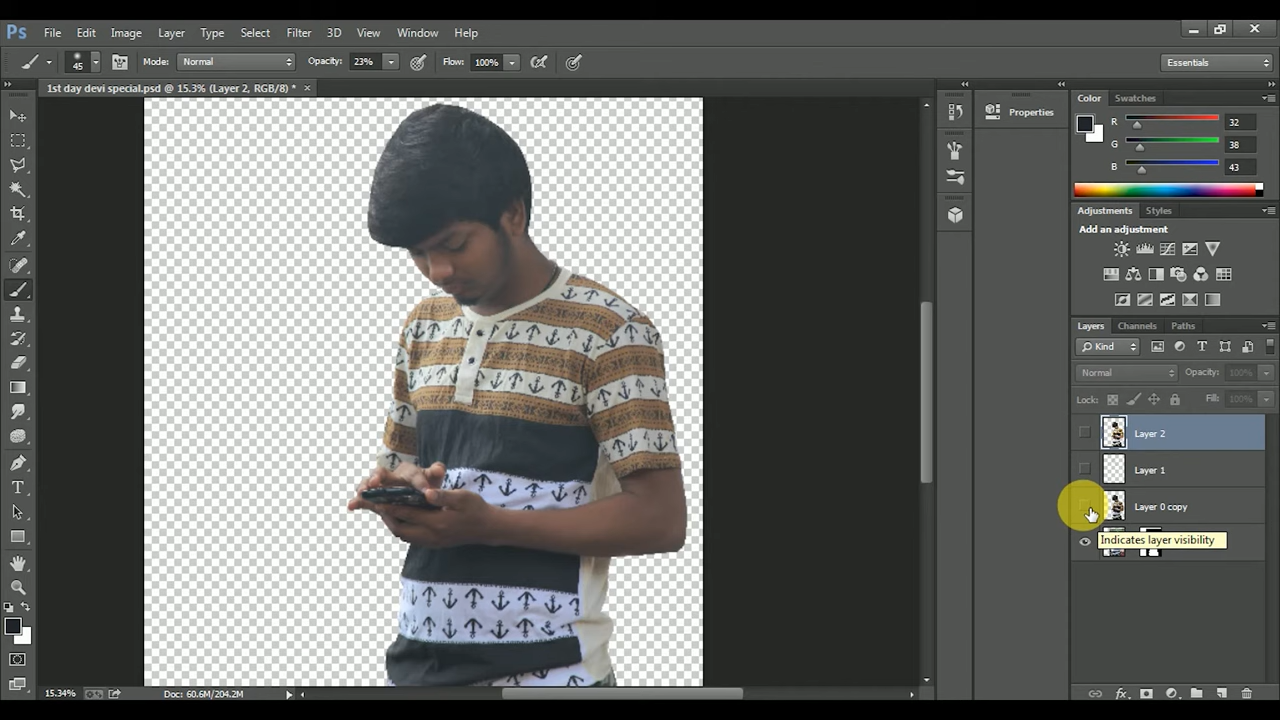 Ps File Edit Image Layer Type Select Filter 3D View Window Help
45 Mode: Normal Opacity: 23% Flow: 100% Essentials
1st day devi special.psd @ 15.3% (Layer 2, RGB/8) * ×
Properties
Color Swatches
R 32
G 38
B 43
Adjustments Styles
Add an adjustment
Layers Channels Paths
Kind
Normal Opacity: 100%
Lock: Fill: 100%
Layer 2
Layer 1
Layer 0 copy
Indicates layer visibility
15.34% Doc: 60.6M/204.2M